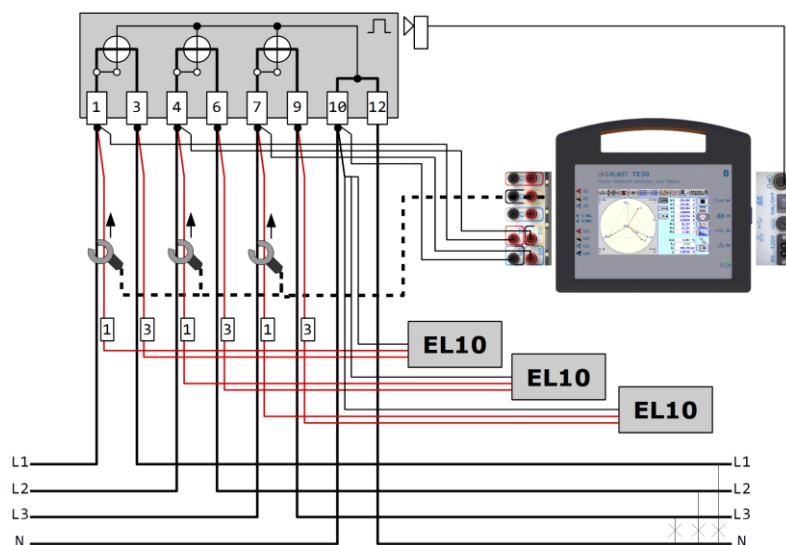 1 3 4 6 7 9 10 12
CALMET TE30
Power Network Analyzer and Tester
1 3 1 3 1 3
EL10
EL10
EL10
L1 L1
L2 L2
L3 L3
N N